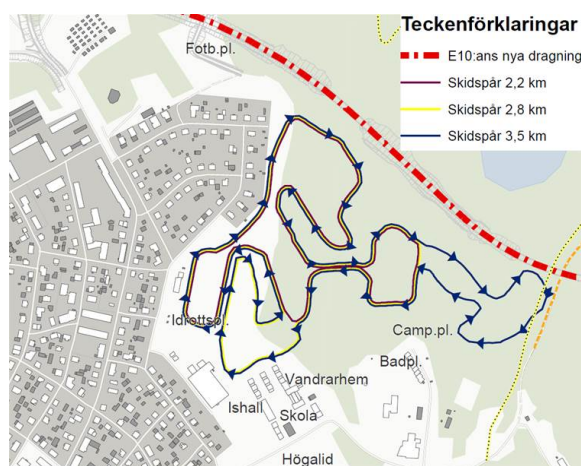 Teckenförklaringar
E10:ans nya dragning
Skidspår 2,2 km
Skidspår 2,8 km
Skidspår 3,5 km
Fotb.pl.
Idrottspl.
Camp.pl.
Badpl.
Vandrarhem
Ishall
Skola
Högalid